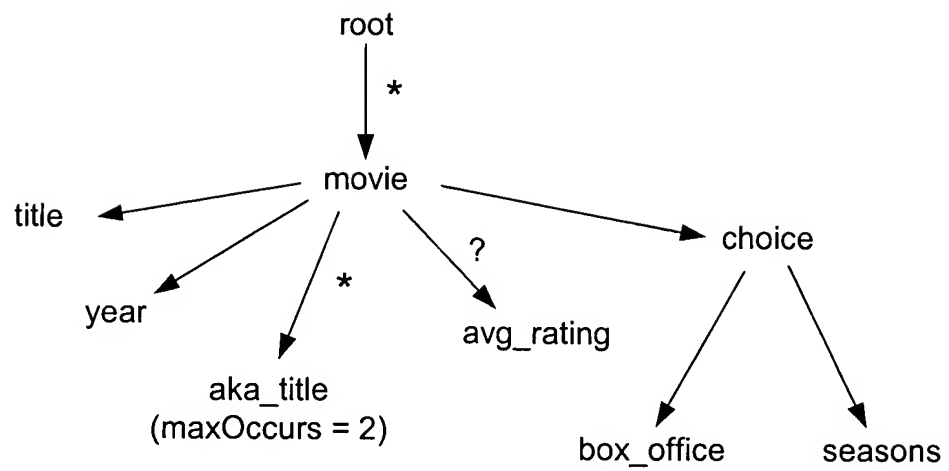 root
*
movie
title
choice
?
year
*
avg_rating
aka_title
(maxOccurs = 2)
box_office
seasons